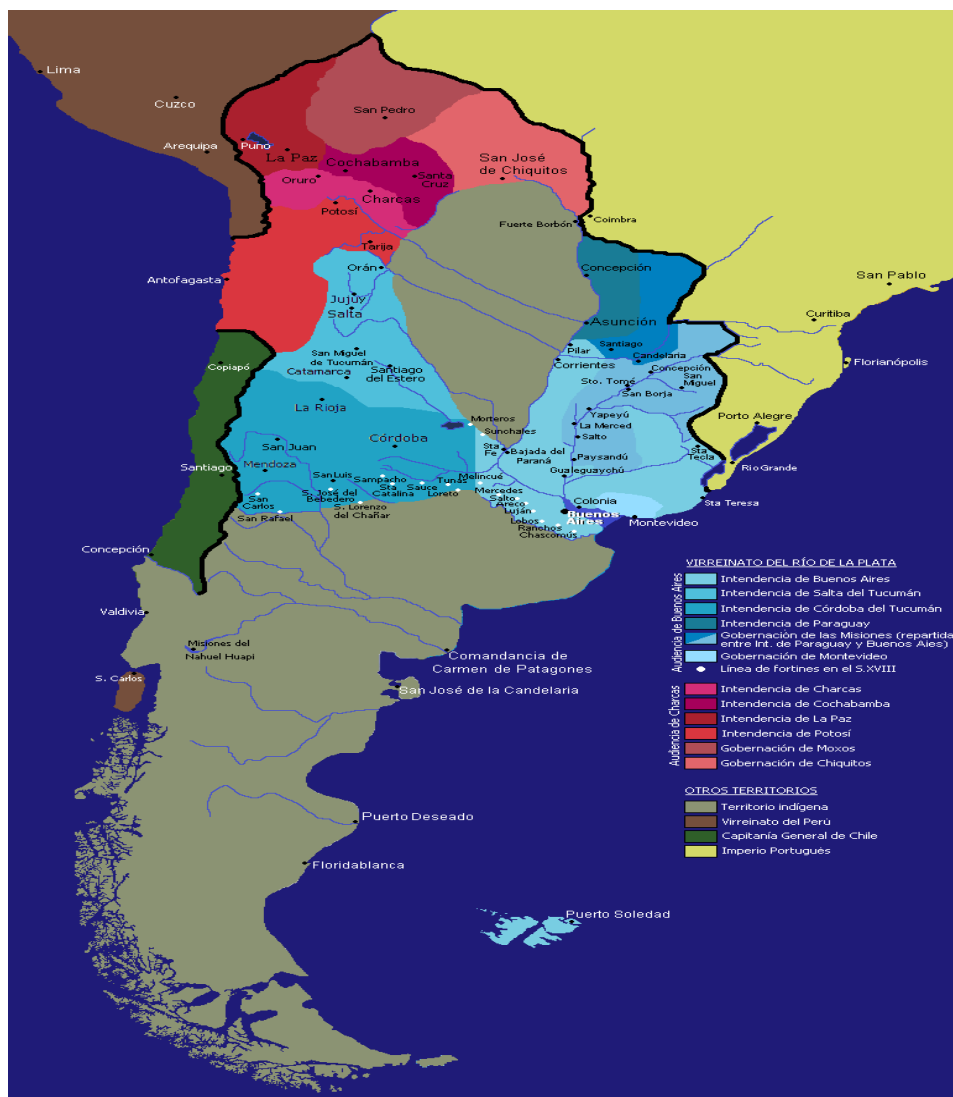 Lima
Cuzco
San Pedro
Arequipa
Puno
La Paz
Cochabamba
San José
de Chiquitos
Oruro
Santa
Cruz
Charcas
Potosí
Coimbra
Fuerte Borbón
Tarija
Orán
Concepción
Antofagasta
San Pablo
Jujuy
Salta
Curitiba
Asunción
Santiago
Pilar
Candelaria
Copiapó
San Miguel
de Tucumán
Corrientes
Concepción
Florianópolis
Catamarca
Santiago
del Estero
Sto. Tomé
San
Miguel
San Borja
La Rioja
Yapeyú
Porto Alegre
Morteros
La Merced
Sunchales
Salto
San Juan
Córdoba
Sta
Fe
Bajada del
Paraná
Sta
Tecla
Santiago
Mendoza
Paysandú
Rio Grande
Gualeguaychú
San Luis
Sampacho
Tunas
Melincué
Sta
Catalina
Sauce
Loreto
Mercedes
San
Carlos
S. José del
Bebedero
Salto
Areco
Colonia
Sta Teresa
San Rafael
S. Lorenzo
del Chañar
Luján
Buenos
Aires
Montevideo
Lobos
Ranchos
Chascomús
Concepción
Valdivia
Misiones del
Nahuel Huapi
Comandancia de
Carmen de Patagones
S. Carlos
San José de la Candelaria
Puerto Deseado
Floridablanca
Puerto Soledad
VIRREINATO DEL RÍO DE LA PLATA
Audiencia de Buenos Aires
Intendencia de Buenos Aires
Intendencia de Salta del Tucumán
Intendencia de Córdoba del Tucumán
Intendencia de Paraguay
Gobernación de las Misiones (repartida
entre Int. de Paraguay y Buenos Aies)
Gobernación de Montevideo
Línea de fortines en el S.XVIII
Audiencia de Charcas
Intendencia de Charcas
Intendencia de Cochabamba
Intendencia de La Paz
Intendencia de Potosí
Gobernación de Moxos
Gobernación de Chiquitos
OTROS TERRITORIOS
Territorio indígena
Virreinato del Perú
Capitanía General de Chile
Imperio Portugués